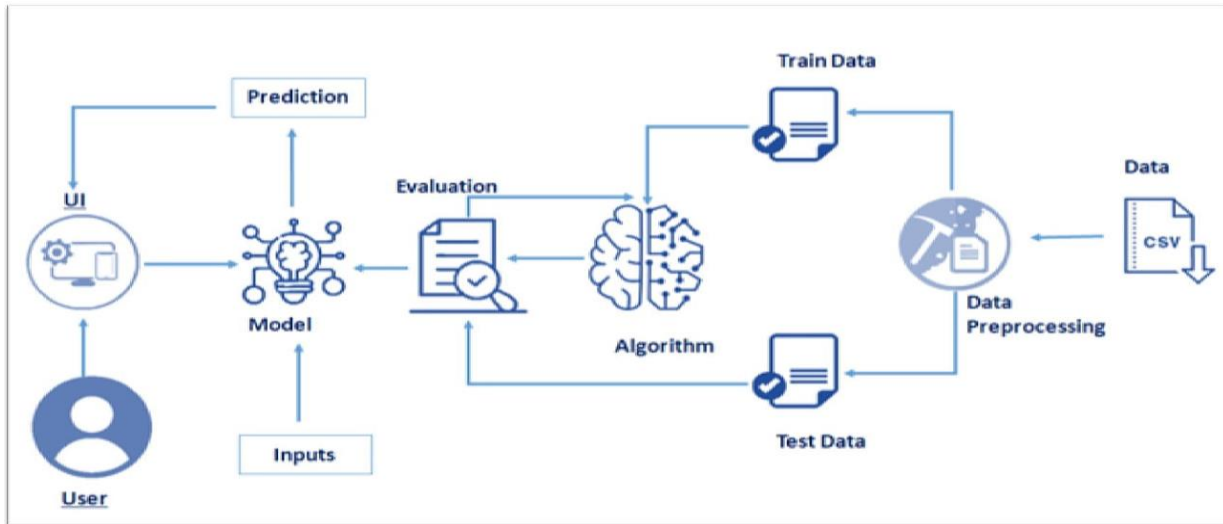 Train Data
Prediction
Data
Evaluation
UI
CSV
Model
Data
Preprocessing
Algorithm
Test Data
Inputs
User